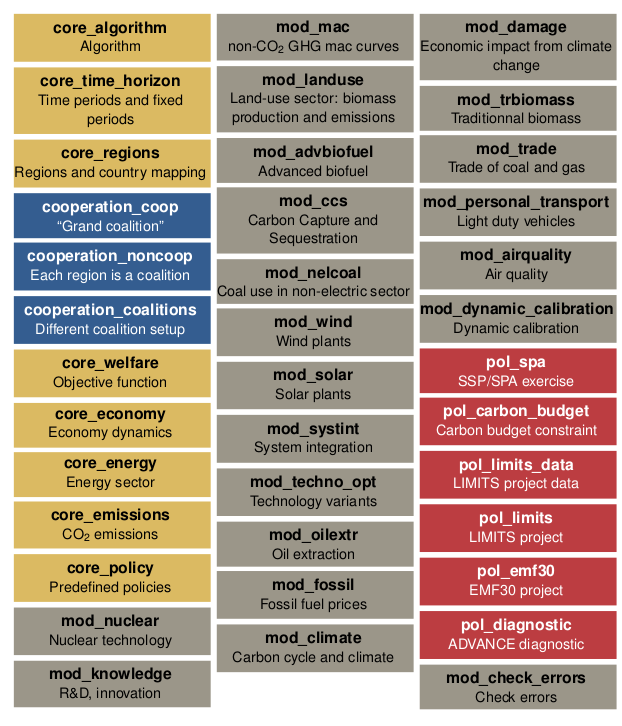 core_algorithm
Algorithm
core_time_horizon
Time periods and fixed
periods
core_regions
Regions and country mapping
cooperation_coop
“Grand coalition”
cooperation_noncoop
Each region is a coalition
cooperation_coalitions
Different coalition setup
core_welfare
Objective function
core_economy
Economy dynamics
core_energy
Energy sector
core_emissions
CO₂ emissions
core_policy
Predefined policies
mod_nuclear
Nuclear technology
mod_knowledge
R&D, innovation
mod_mac
non-CO₂ GHG mac curves
mod_landuse
Land-use sector: biomass
production and emissions
mod_advbiofuel
Advanced biofuel
mod_ccs
Carbon Capture and
Sequestration
mod_nelcoal
Coal use in non-electric sector
mod_wind
Wind plants
mod_solar
Solar plants
mod_systint
System integration
mod_techno_opt
Technology variants
mod_oilextr
Oil extraction
mod_fossil
Fossil fuel prices
mod_climate
Carbon cycle and climate
mod_damage
Economic impact from climate
change
mod_trbiomass
Traditionnal biomass
mod_trade
Trade of coal and gas
mod_personal_transport
Light duty vehicles
mod_airquality
Air quality
mod_dynamic_calibration
Dynamic calibration
pol_spa
SSP/SPA exercise
pol_carbon_budget
Carbon budget constraint
pol_limits_data
LIMITS project data
pol_limits
LIMITS project
pol_emf30
EMF30 project
pol_diagnostic
ADVANCE diagnostic
mod_check_errors
Check errors